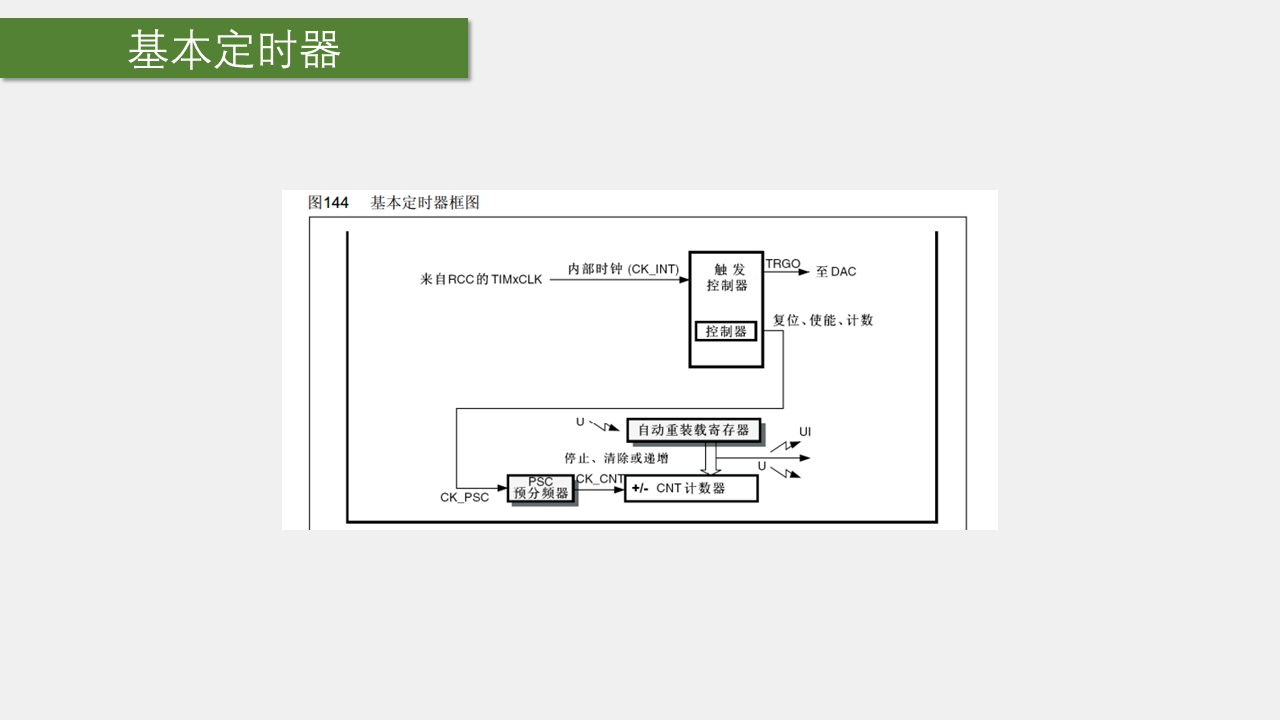 基本定时器
图144 基本定时器框图
来自RCC的TIMxCLK
内部时钟 (CK_INT)
触发
控制器
TRGO
至DAC
控制器
复位、使能、计数
U
自动重装载寄存器
UI
停止、清除或递增
U
CK_PSC
PSC
预分频器
CK_CNT
+/- CNT计数器